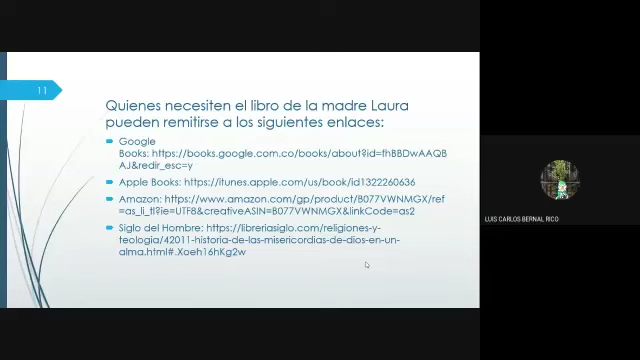 11
Quienes necesiten el libro de la madre Laura
pueden remitirse a los siguientes enlaces:
Google
Books: https://books.google.com.co/books/about?id=fhBBDwAAQB
AJ&redir_esc=y
Apple Books: https://itunes.apple.com/us/book/id1322260636
Amazon: https://www.amazon.com/gp/product/B077VWNMGX/ref
=as_li_tl?ie=UTF8&creativeASIN=B077VWNMGX&linkCode=as2
Siglo del Hombre: https://libreriasiglo.com/religiones-y-
teologia/42011-historia-de-las-misericordias-de-dios-en-un-
alma.html#.Xoeh16hKg2w
LUIS CARLOS BERNAL RICO